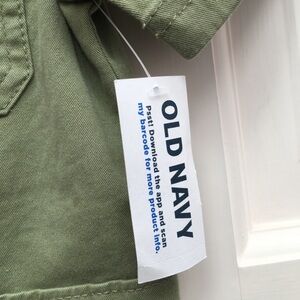 OLD NAVY
Psst! Download the app and scan
my barcode for more product info.